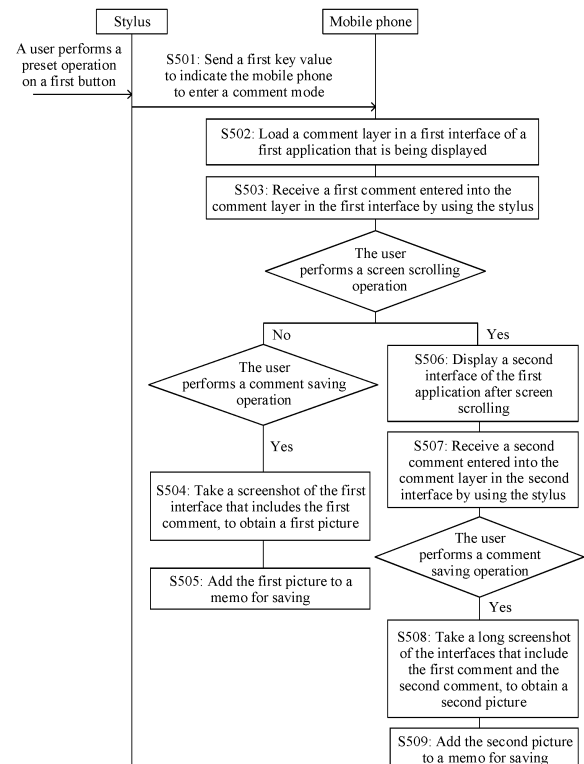 Stylus
Mobile phone
A user performs a
preset operation
on a first button
S501: Send a first key value
to indicate the mobile phone
to enter a comment mode
S502: Load a comment layer in a first interface of a
first application that is being displayed
S503: Receive a first comment entered into the
comment layer in the first interface by using the stylus
The user
performs a screen scrolling
operation
No
Yes
The user
performs a comment saving
operation
Yes
S504: Take a screenshot of the first
interface that includes the first
comment, to obtain a first picture
S505: Add the first picture to a
memo for saving
S506: Display a second
interface of the first
application after screen
scrolling
S507: Receive a second
comment entered into the
comment layer in the second
interface by using the stylus
The user
performs a comment
saving operation
Yes
S508: Take a long screenshot
of the interfaces that include
the first comment and the
second comment, to obtain a
second picture
S509: Add the second picture
to a memo for saving